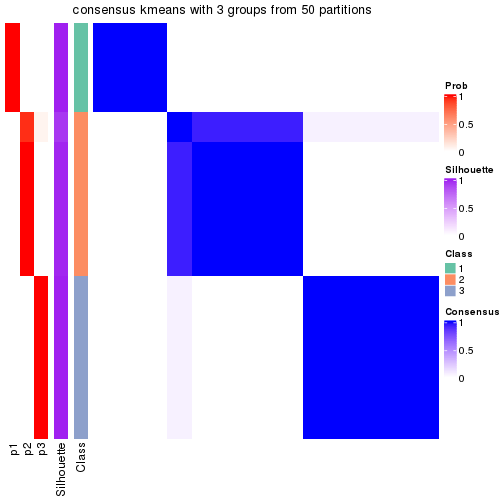 consensus kmeans with 3 groups from 50 partitions
Prob
1
0.5
0
Silhouette
1
0.5
0
Class
1
2
3
Consensus
1
0.5
0
p1
p2
p3
Silhouette
Class